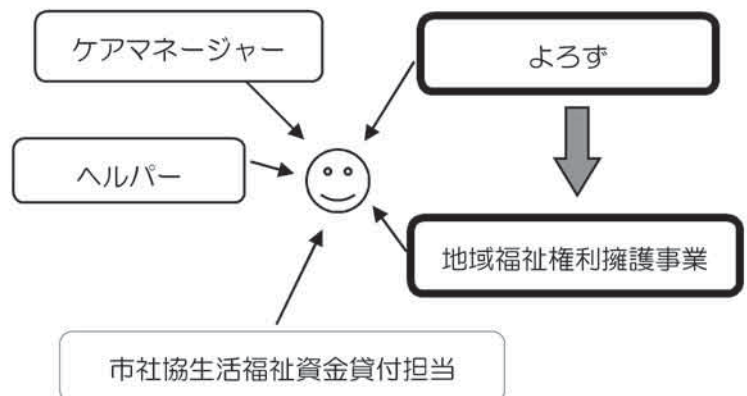 ケアマネージャー
よろず
ヘルパー
地域福祉権利擁護事業
市社協生活福祉資金貸付担当